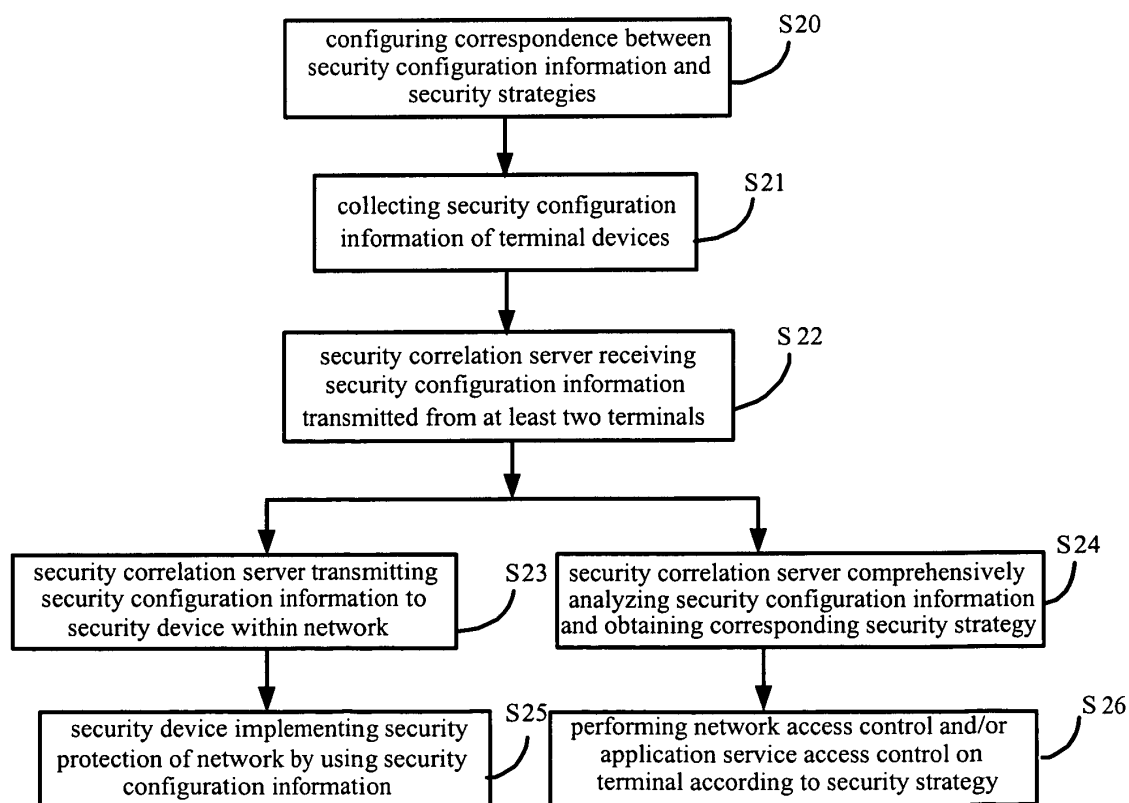 configuring correspondence between
security configuration information and
security strategies
S20
collecting security configuration
information of terminal devices
S21
security correlation server receiving
security configuration information
transmitted from at least two terminals
S 22
security correlation server transmitting
security configuration information to
security device within network
S23
security correlation server comprehensively
analyzing security configuration information
and obtaining corresponding security strategy
S24
security device implementing security
protection of network by using security
configuration information
S25
performing network access control and/or
application service access control on
terminal according to security strategy
S 26